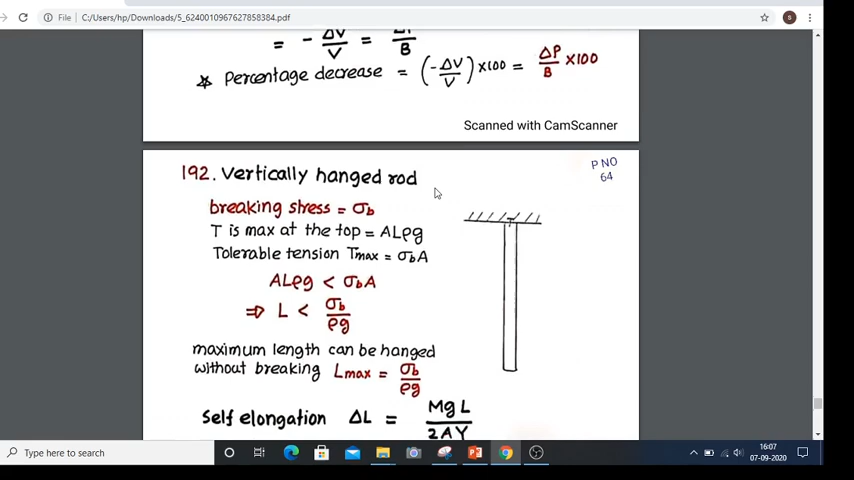 File
C:/Users/hp/Downloads/5_6240010967627858384.pdf
= - ΔV/V = ΔP/B
* Percentage decrease = (-ΔV/V) ×100 = ΔP/B ×100
Scanned with CamScanner
192. Vertically hanged rod
P NO
64
breaking stress = σb
T is max at the top = ALρg
Tolerable tension Tmax = σbA
ALρg < σbA
⇒ L < σb/ρg
maximum length can be hanged
without breaking Lmax = σb/ρg
Self elongation ΔL = MgL/2AY
Type here to search
16:07
07-09-2020